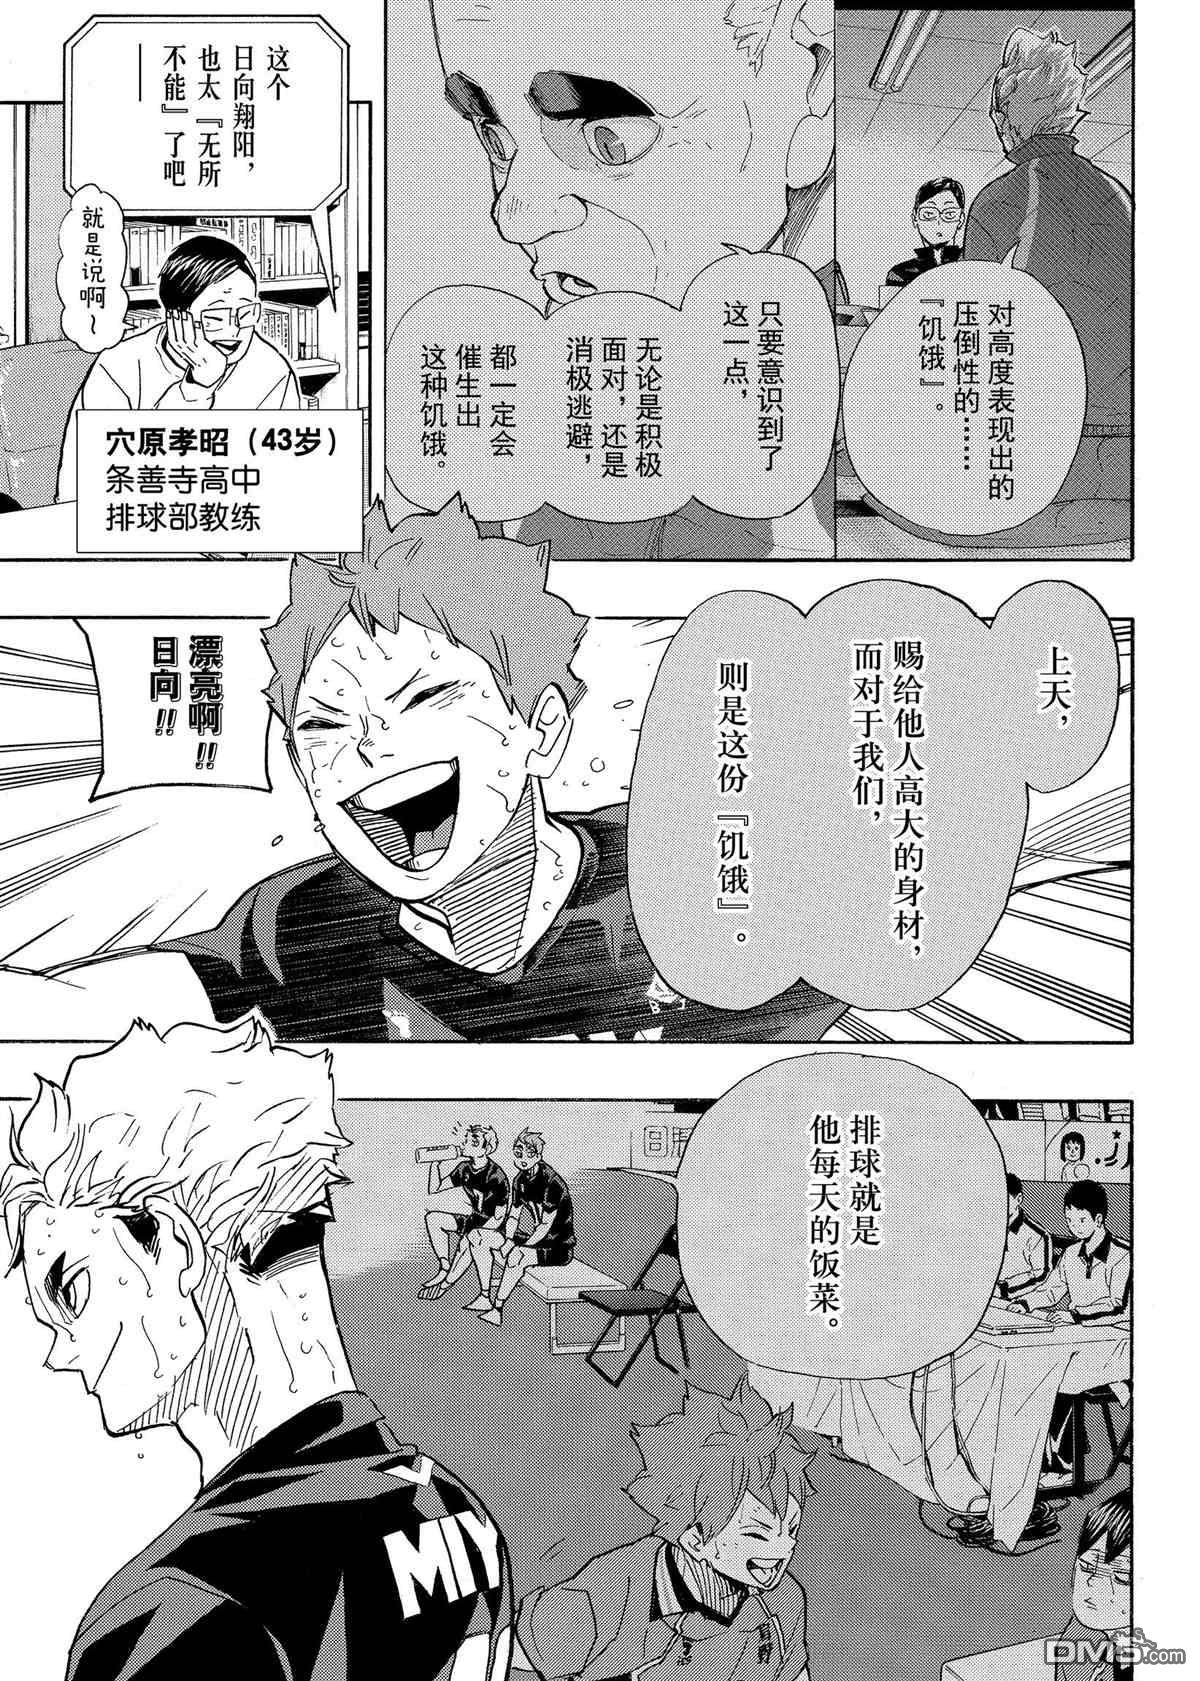 对高度表现出的
压倒性的……
『饥饿』。
只要意识到了
这一点，
无论是积极
面对，还是
消极逃避，
都一定会
催生出
这种饥饿。
这个
日向翔阳，
也太『无所
不能』了吧
——
就是说啊～
穴原孝昭（43岁）
条善寺高中
排球部教练
上天，
赐给他人高大的身材，
而对于我们，
则是这份『饥饿』。
漂亮啊!!
日向!!
排球就是
他每天的饭菜。
MIY
DM5.com